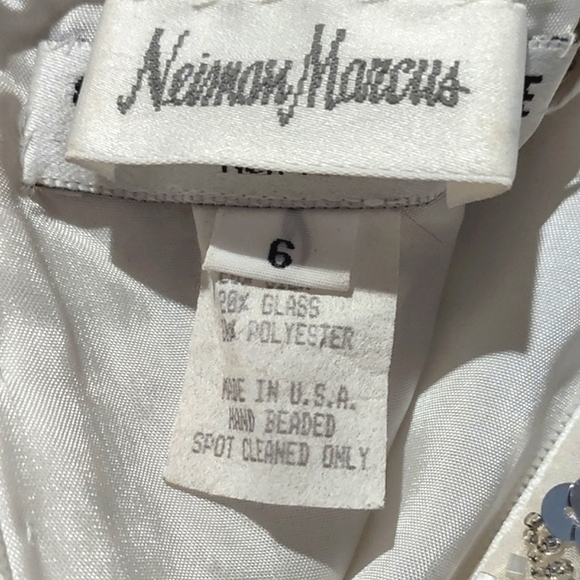 Neiman Marcus
E
6
20% GLASS
POLYESTER
MADE IN U.S.A.
HAND BEADED
SPOT CLEANED ONLY